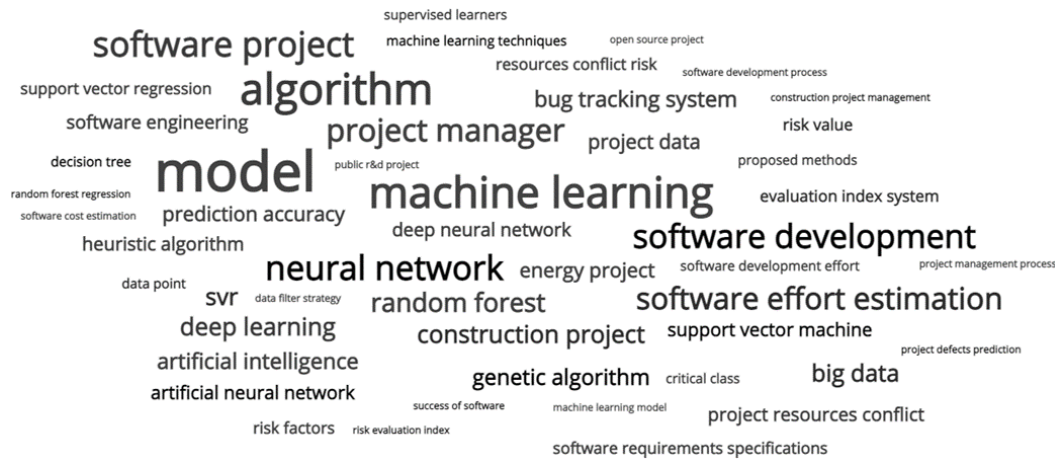 supervised learners
software project
machine learning techniques
open source project
resources conflict risk
software development process
support vector regression
algorithm
bug tracking system
construction project management
software engineering
project manager
project data
risk value
decision tree
model
public r&d project
proposed methods
random forest regression
machine learning
evaluation index system
software cost estimation
prediction accuracy
deep neural network
software development
heuristic algorithm
neural network
energy project
software development effort
project management process
data point
svr
data filter strategy
random forest
software effort estimation
deep learning
construction project
support vector machine
artificial intelligence
project defects prediction
artificial neural network
genetic algorithm
critical class
big data
success of software
machine learning model
project resources conflict
risk factors
risk evaluation index
software requirements specifications